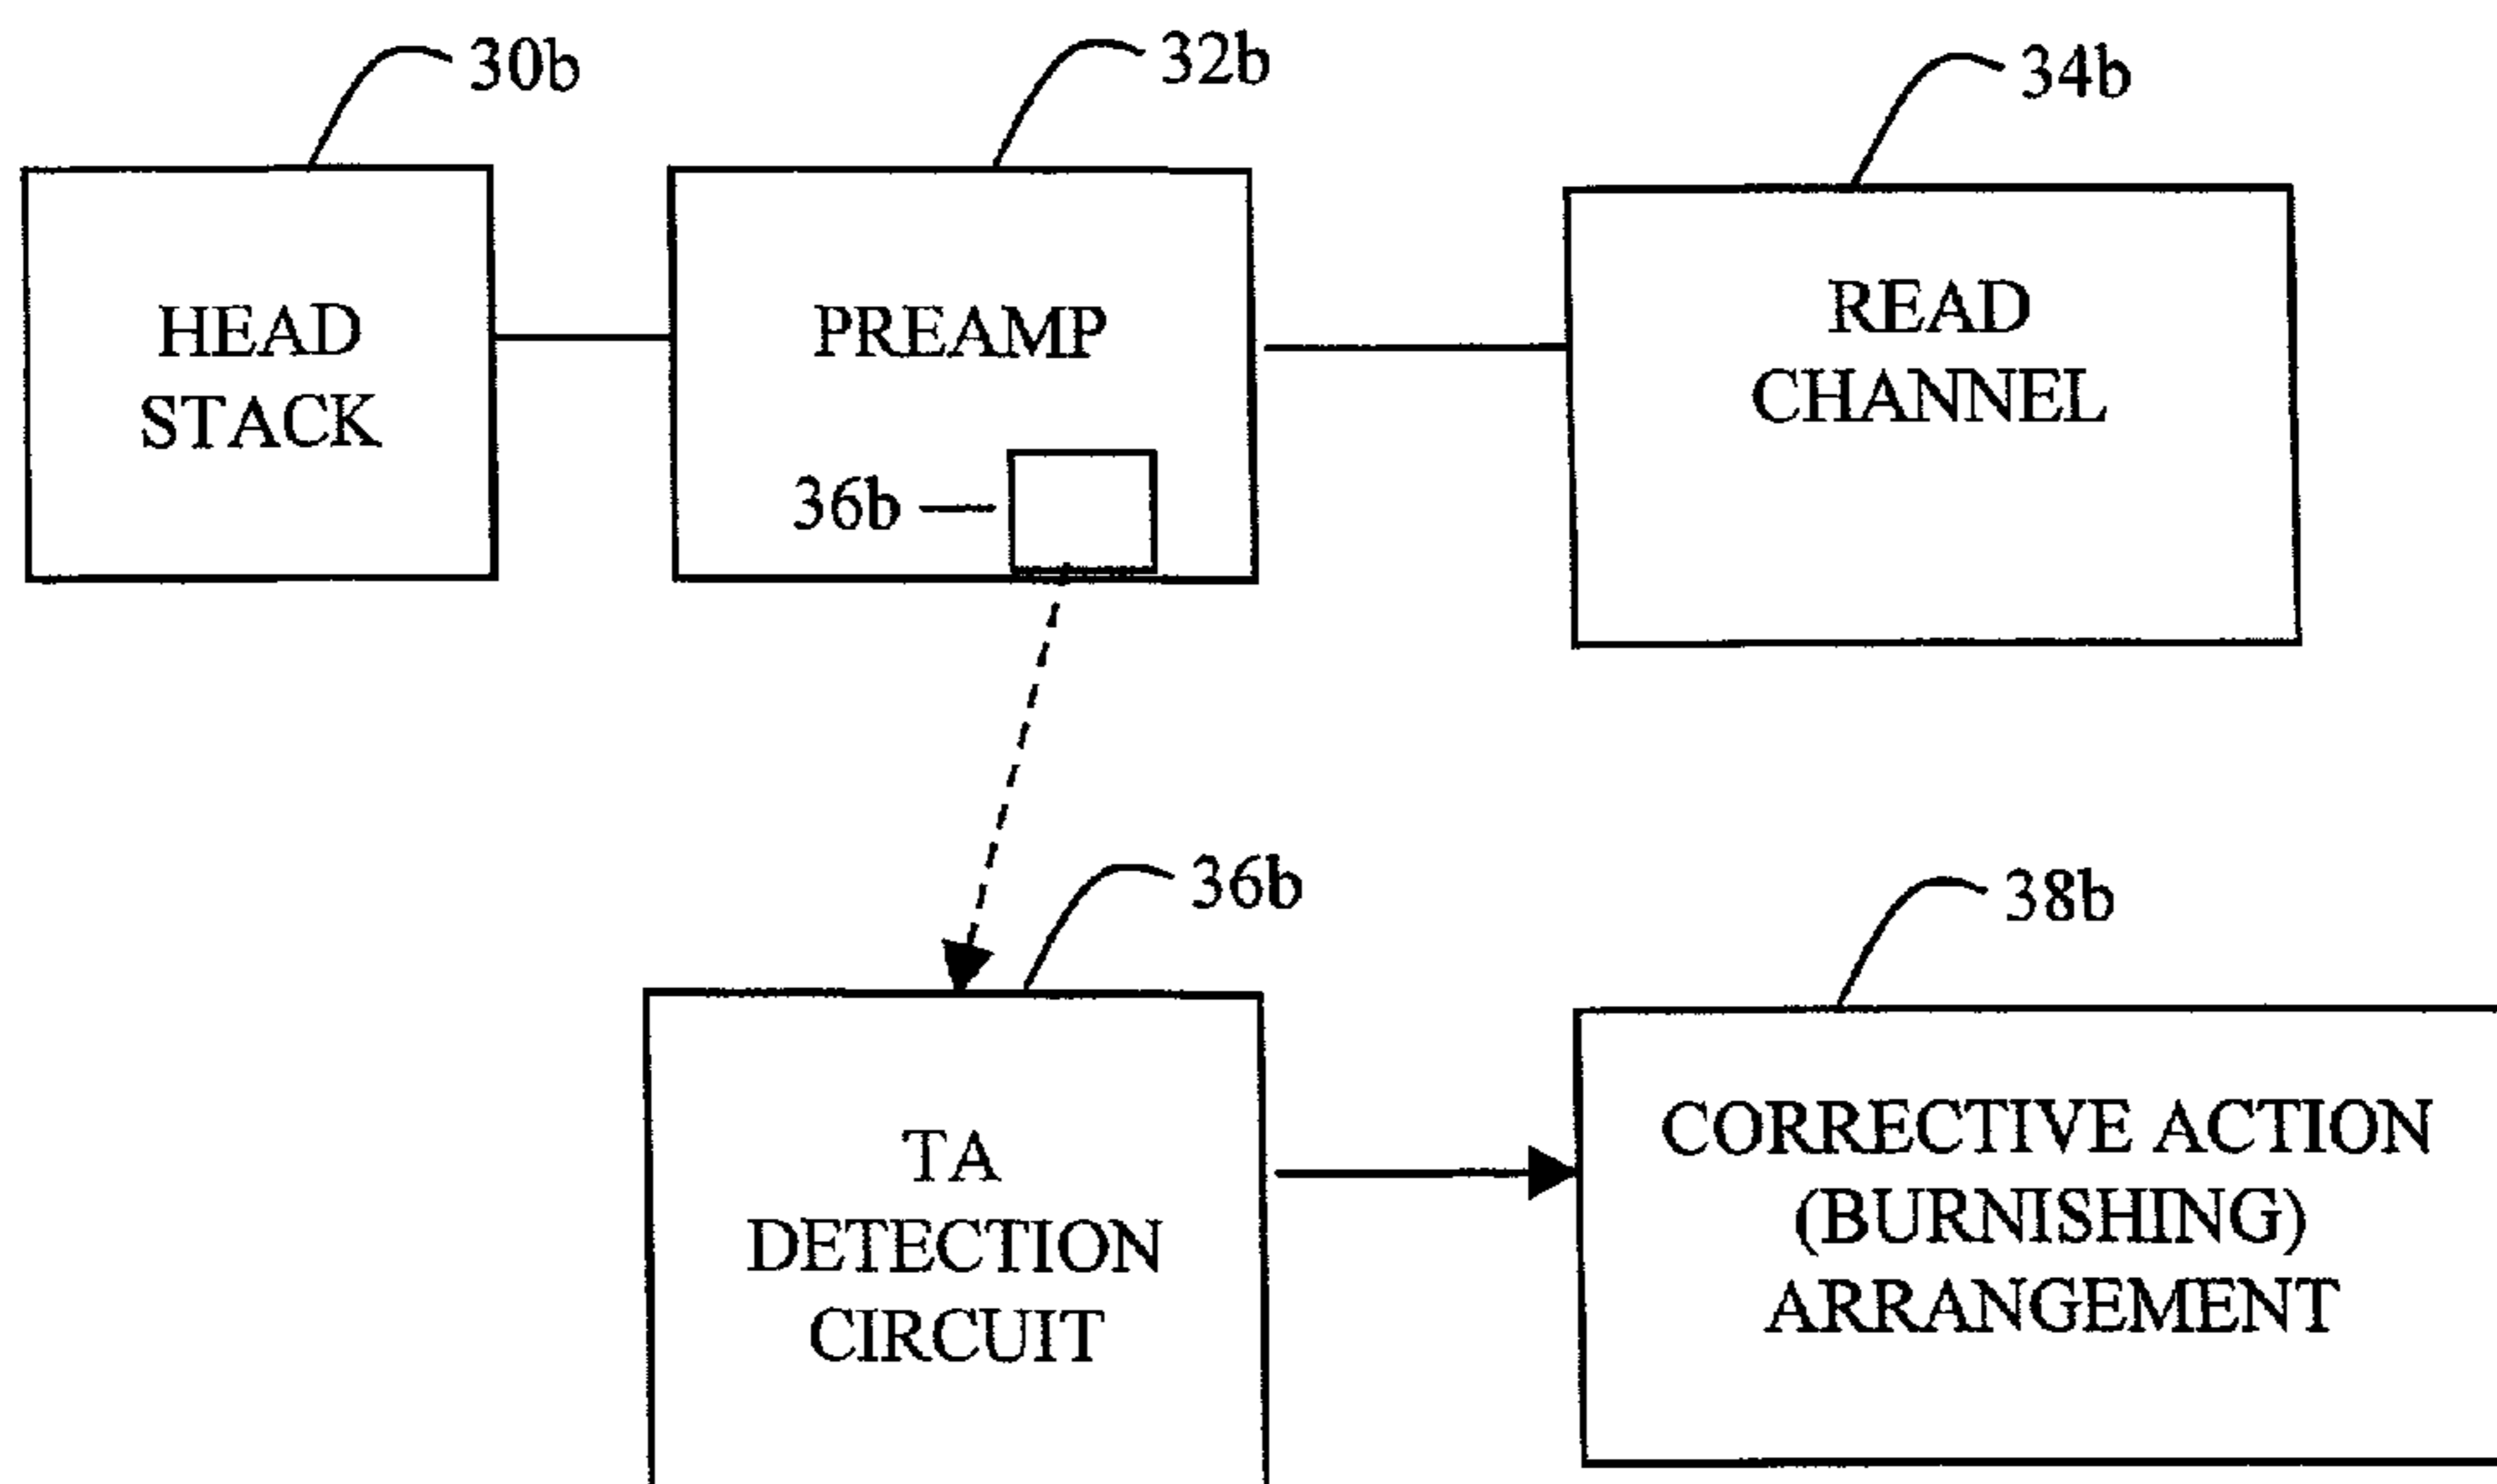 30b
32b
34b
HEAD
STACK
PREAMP
36b
READ
CHANNEL
36b
38b
TA
DETECTION
CIRCUIT
CORRECTIVE ACTION
(BURNISHING)
ARRANGEMENT